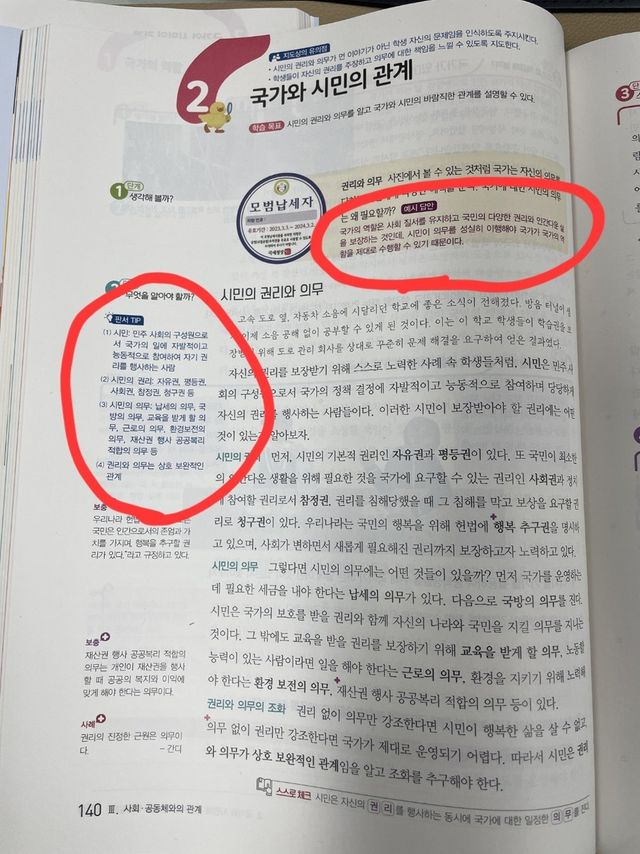 지도상의 유의점
• 시민의 권리와 의무가 먼 이야기가 아닌 학생 자신의 문제임을 인식하도록 주지시킨다.
• 학생들이 자신의 권리를 주장하고 의무에 대한 책임을 느낄 수 있도록 지도한다.
2 국가와 시민의 관계
학습 목표 시민의 권리와 의무를 알고 국가와 시민의 바람직한 관계를 설명할 수 있다.
1 단계
생각해 볼까?
모범납세자
유효기간 : 2023.3.3. ~ 2024.3.2.
국세청장
권리와 의무 사진에서 볼 수 있는 것처럼 국가는 자신의 의무를
는 왜 필요할까? 예시 답안
국가의 역할은 사회 질서를 유지하고 국민의 다양한 권리와 인간다운 삶
을 보장하는 것인데, 시민이 의무를 성실히 이행해야 국가가 국가의 역
할을 제대로 수행할 수 있기 때문이다.
무엇을 알아야 할까?
판서 TIP
(1) 시민: 민주 사회의 구성원으로
서 국가의 일에 자발적이고
능동적으로 참여하여 자기 권
리를 행사하는 사람
(2) 시민의 권리: 자유권, 평등권,
사회권, 참정권, 청구권 등
(3) 시민의 의무: 납세의 의무, 국
방의 의무, 교육을 받게 할 의
무, 근로의 의무, 환경보전의
의무, 재산권 행사 공공복리
적합의 의무 등
(4) 권리와 의무는 상호 보완적인
관계
시민의 권리와 의무
고속 도로 옆, 자동차 소음에 시달리던 학교에 좋은 소식이 전해졌다. 방음 터널이
이제 소음 공해 없이 공부할 수 있게 된 것이다. 이는 이 학교 학생들이 학습권을
위해 도로 관리 회사를 상대로 꾸준히 문제 해결을 요구하여 얻은 결과였다.
자신의 권리를 보장받기 위해 스스로 노력한 사례 속 학생들처럼, 시민은 민주 사
회의 구성원으로서 국가의 정책 결정에 자발적이고 능동적으로 참여하며 당당하게
자신의 권리를 행사하는 사람들이다. 이러한 시민이 보장받아야 할 권리에는 어떤
것이 있는지 알아보자.
시민의 권리 먼저, 시민의 기본적 권리인 자유권과 평등권이 있다. 또 국민이 최소한
의 인간다운 생활을 위해 필요한 것을 국가에 요구할 수 있는 권리인 사회권과 정치
에 참여할 권리로서 참정권, 권리를 침해당했을 때 그 침해를 막고 보상을 요구할 권
리로 청구권이 있다. 우리나라는 국민의 행복을 위해 헌법에 행복 추구권을 명시하
고 있으며, 사회가 변하면서 새롭게 필요해진 권리까지 보장하고자 노력하고 있다.
보충
우리나라 헌법
국민은 인간으로서의 존엄과 가
치를 가지며, 행복을 추구할 권
리가 있다.”라고 규정하고 있다.
시민의 의무 그렇다면 시민의 의무에는 어떤 것들이 있을까? 먼저 국가를 운영하는
데 필요한 세금을 내야 한다는 납세의 의무가 있다. 다음으로 국방의 의무를 진다.
시민은 국가의 보호를 받을 권리와 함께 자신의 나라와 국민을 지킬 의무를 지니는
것이다. 그 밖에도 교육을 받을 권리를 보장하기 위해 교육을 받게 할 의무, 노동할
능력이 있는 사람이라면 일을 해야 한다는 근로의 의무, 환경을 지키기 위해 노력해
야 한다는 환경 보전의 의무, 재산권 행사 공공복리 적합의 의무 등이 있다.
보충
재산권 행사 공공복리 적합의
의무는 개인이 재산권을 행사
할 때 공공의 복지와 이익에
맞게 해야 한다는 의무이다.
권리와 의무의 조화 권리 없이 의무만 강조한다면 시민이 행복한 삶을 살 수 없고,
의무 없이 권리만 강조한다면 국가가 제대로 운영되기 어렵다. 따라서 시민은 권리
와 의무가 상호 보완적인 관계임을 알고 조화를 추구해야 한다.
사례
권리의 진정한 근원은 의무이
다. - 간디
스스로 체크 시민은 자신의 권리를 행사하는 동시에 국가에 대한 일정한 의무를 진다
140 Ⅲ. 사회·공동체와의 관계